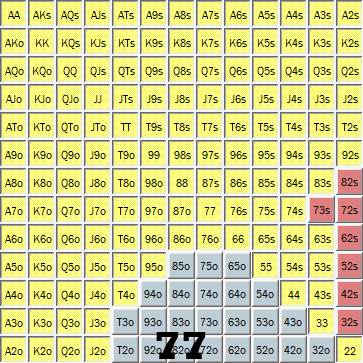 AA AKs AQs AJs ATs A9s A8s A7s A6s A5s A4s A3s A2s
AKo KK KQs KJs KTs K9s K8s K7s K6s K5s K4s K3s K2s
AQo KQo QQ QJs QTs Q9s Q8s Q7s Q6s Q5s Q4s Q3s Q2s
AJo KJo QJo JJ JTs J9s J8s J7s J6s J5s J4s J3s J2s
ATo KTo QTo JTo TT T9s T8s T7s T6s T5s T4s T3s T2s
A9o K9o Q9o J9o T9o 99 98s 97s 96s 95s 94s 93s 92s
A8o K8o Q8o J8o T8o 98o 88 87s 86s 85s 84s 83s 82s
A7o K7o Q7o J7o T7o 97o 87o 77 76s 75s 74s 73s 72s
A6o K6o Q6o J6o T6o 96o 86o 76o 66 65s 64s 63s 62s
A5o K5o Q5o J5o T5o 95o 85o 75o 65o 55 54s 53s 52s
A4o K4o Q4o J4o T4o 94o 84o 74o 64o 54o 44 43s 42s
A3o K3o Q3o J3o T3o 93o 83o 73o 63o 53o 43o 33 32s
A2o K2o Q2o J2o T2o 92o 82o 72o 62o 52o 42o 32o 22
77